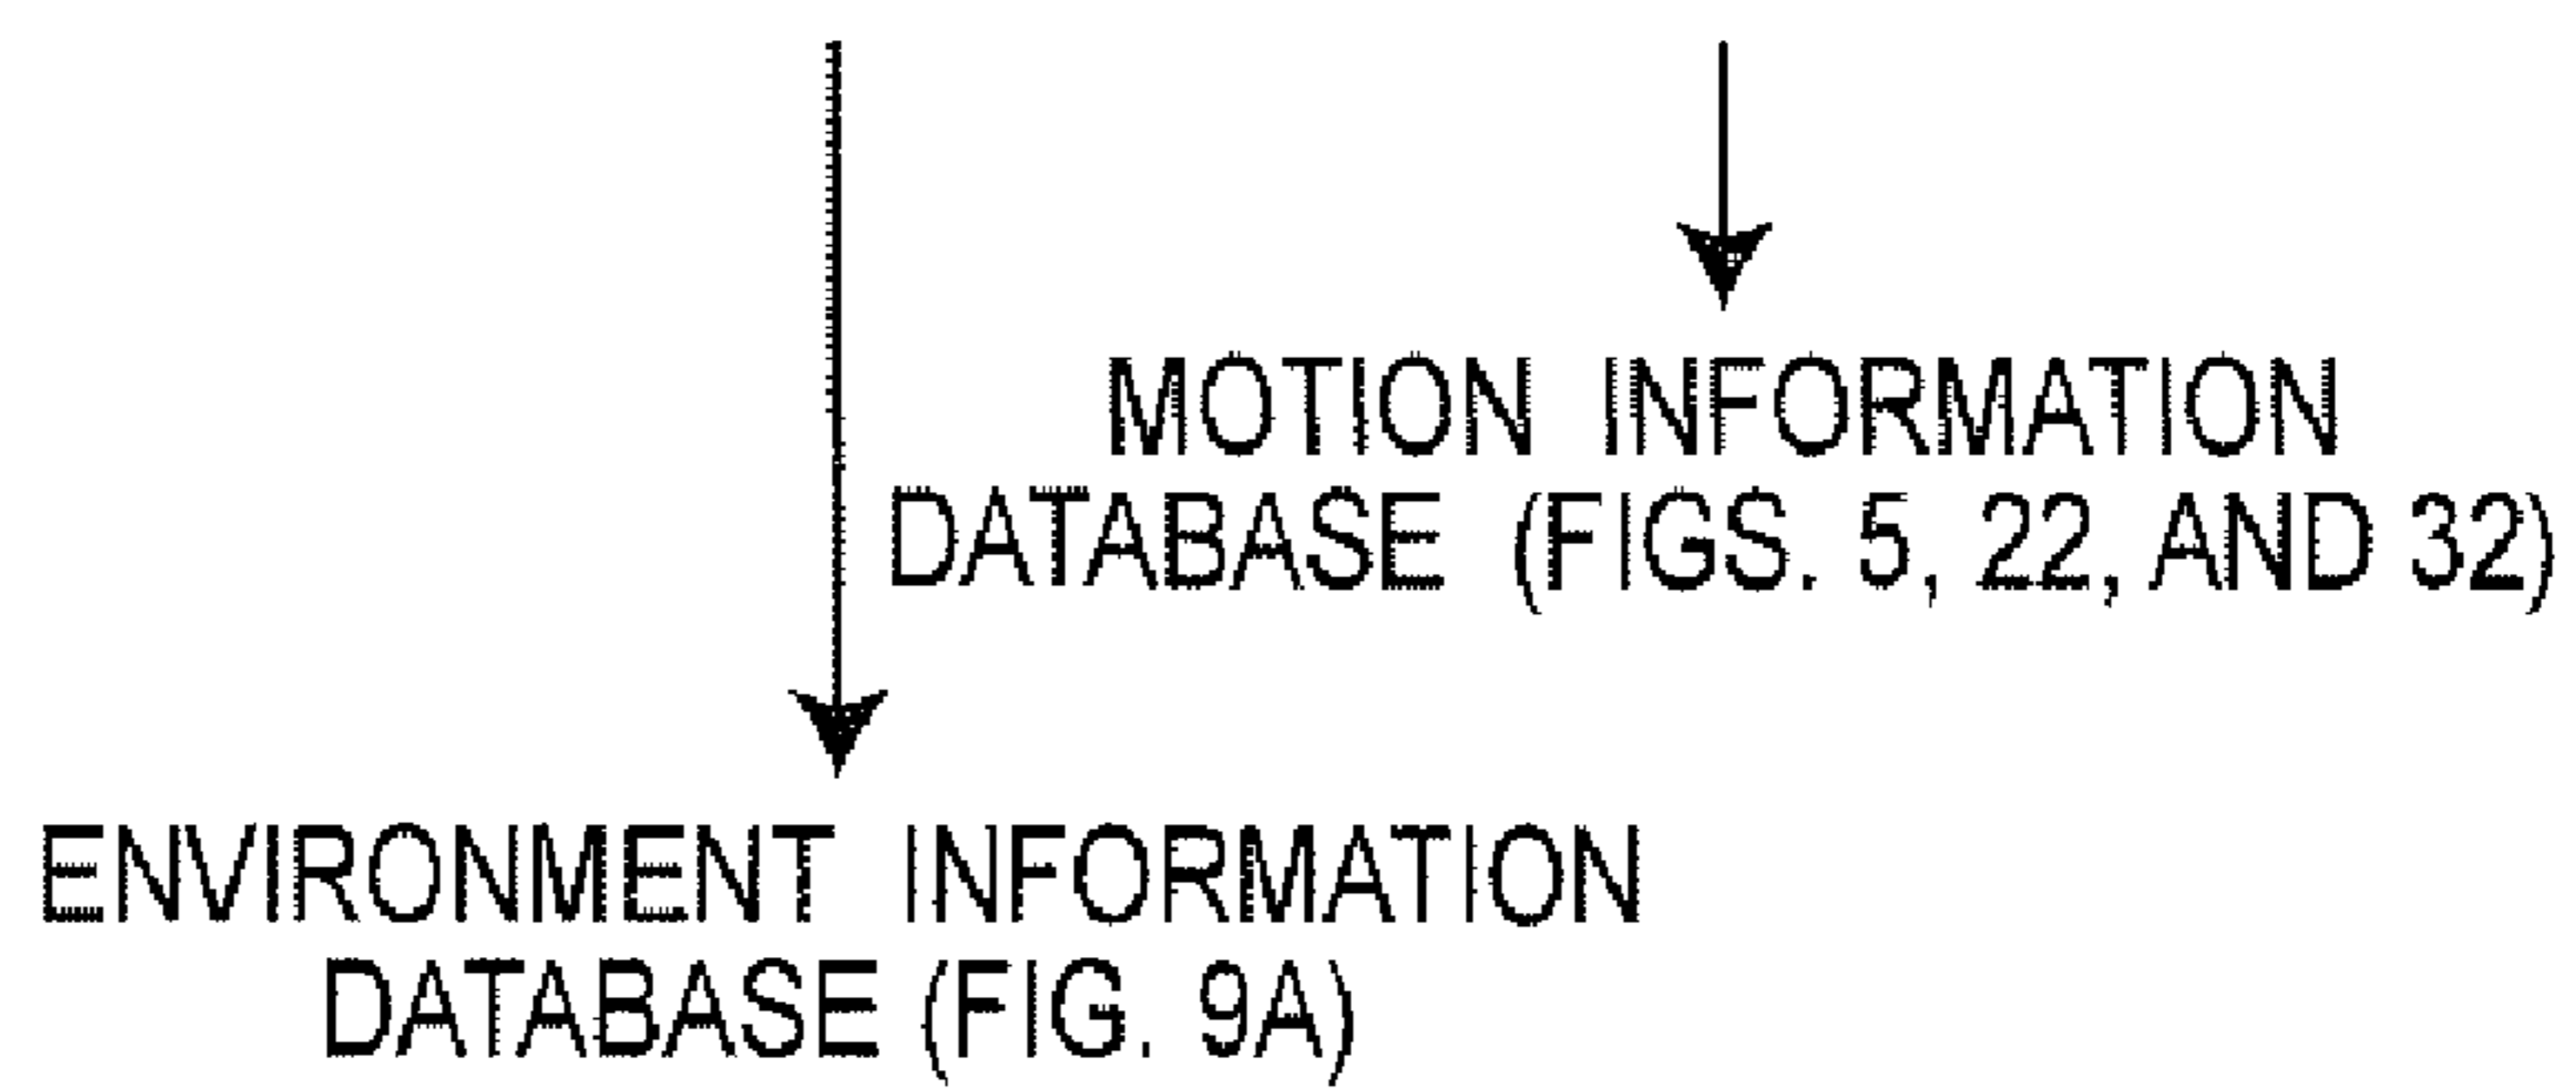 MOTION INFORMATION
DATABASE (FIGS. 5, 22, AND 32)
ENVIRONMENT INFORMATION
DATABASE (FIG. 9A)